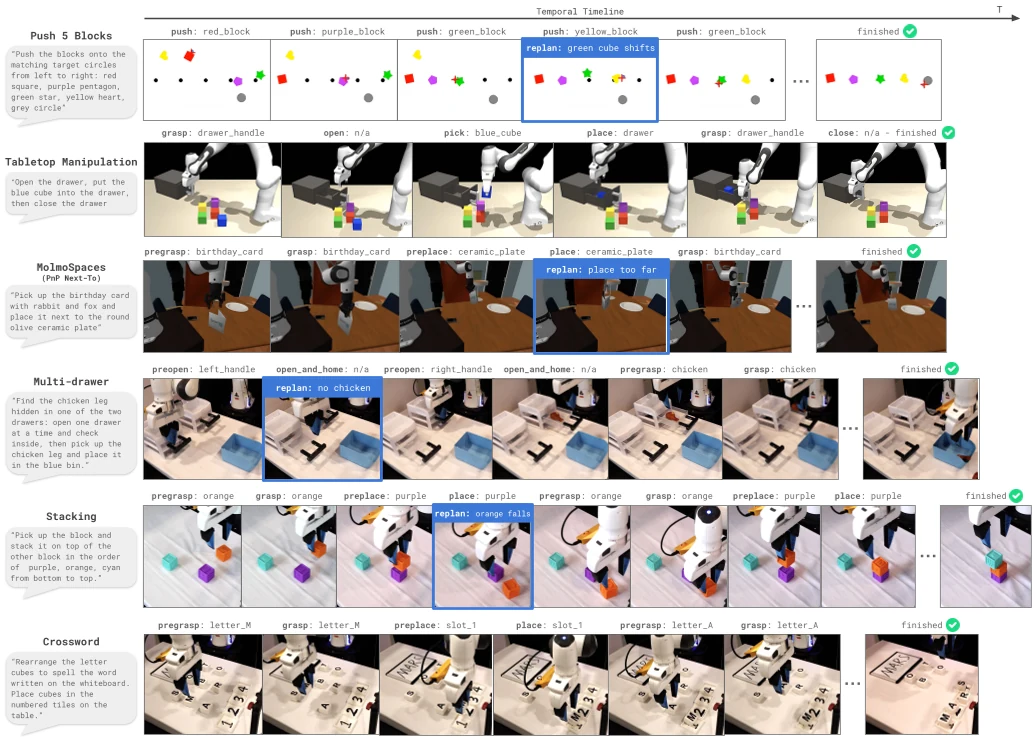 Temporal Timeline
T
Push 5 Blocks
"Push the blocks onto the
matching target circles
from left to right: red
square, purple pentagon,
green star, yellow heart,
grey circle"
push: red_block
push: purple_block
push: green_block
push: yellow_block
push: green_block
finished
replan: green cube shifts
...
Tabletop Manipulation
"Open the drawer, put the
blue cube into the drawer,
then close the drawer
grasp: drawer_handle
open: n/a
pick: blue_cube
place: drawer
grasp: drawer_handle
close: n/a - finished
MolmoSpaces
(PnP Next-To)
"Pick up the birthday card
with rabbit and fox and
place it next to the round
olive ceramic plate"
pregrasp: birthday_card
grasp: birthday_card
preplace: ceramic_plate
place: ceramic_plate
grasp: birthday_card
finished
replan: place too far
...
Multi-drawer
"Find the chicken leg
hidden in one of the two
drawers: open one drawer
at a time and check
inside, then pick up the
chicken leg and place it
in the blue bin."
preopen: left_handle
open_and_home: n/a
preopen: right_handle
open_and_home: n/a
pregrasp: chicken
grasp: chicken
finished
replan: no chicken
...
Stacking
"Pick up the block and
stack it on top of the
other block in the order
of purple, orange, cyan
from bottom to top."
pregrasp: orange
grasp: orange
preplace: purple
place: purple
pregrasp: orange
grasp: orange
preplace: purple
place: purple
finished
replan: orange falls
...
Crossword
"Rearrange the letter
cubes to spell the word
written on the whiteboard.
Place cubes in the
numbered tiles on the
table."
pregrasp: letter_M
grasp: letter_M
preplace: slot_1
place: slot_1
pregrasp: letter_A
grasp: letter_A
finished
...